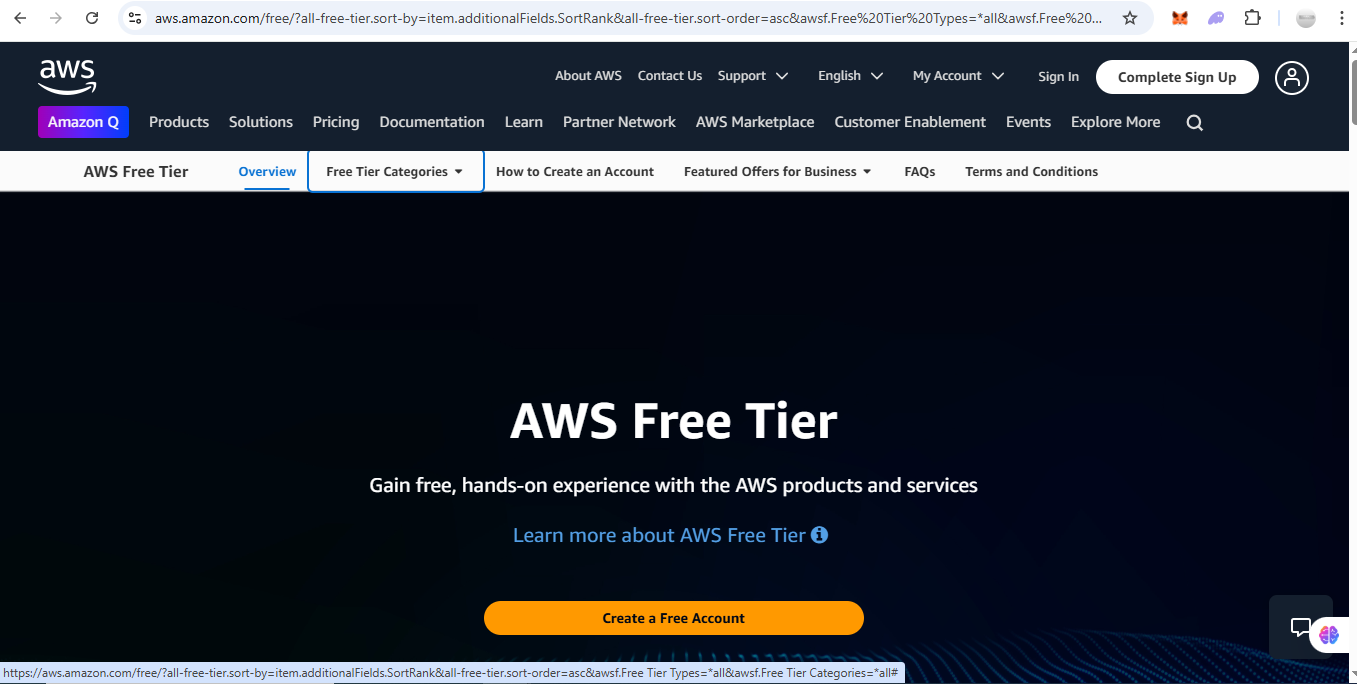 aws.amazon.com/free/?all-free-tier.sort-by=item.additionalFields.SortRank&all-free-tier.sort-order=asc&awsf.Free%20Tier%20Types=*all&awsf.Free%20...
aws
About AWS Contact Us Support English My Account Sign In Complete Sign Up
Amazon Q Products Solutions Pricing Documentation Learn Partner Network AWS Marketplace Customer Enablement Events Explore More
AWS Free Tier Overview Free Tier Categories How to Create an Account Featured Offers for Business FAQs Terms and Conditions
AWS Free Tier
Gain free, hands-on experience with the AWS products and services
Learn more about AWS Free Tier
Create a Free Account
https://aws.amazon.com/free/?all-free-tier.sort-by=item.additionalFields.SortRank&all-free-tier.sort-order=asc&awsf.Free Tier Types=*all&awsf.Free Tier Categories=*all#